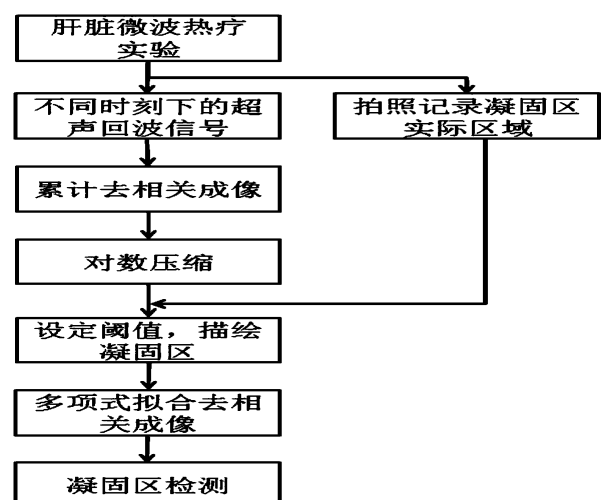 肝脏微波热疗
实验
不同时刻下的超
声回波信号
拍照记录凝固区
实际区域
累计去相关成像
对数压缩
设定阈值，描绘
凝固区
多项式拟合去相
关成像
凝固区检测